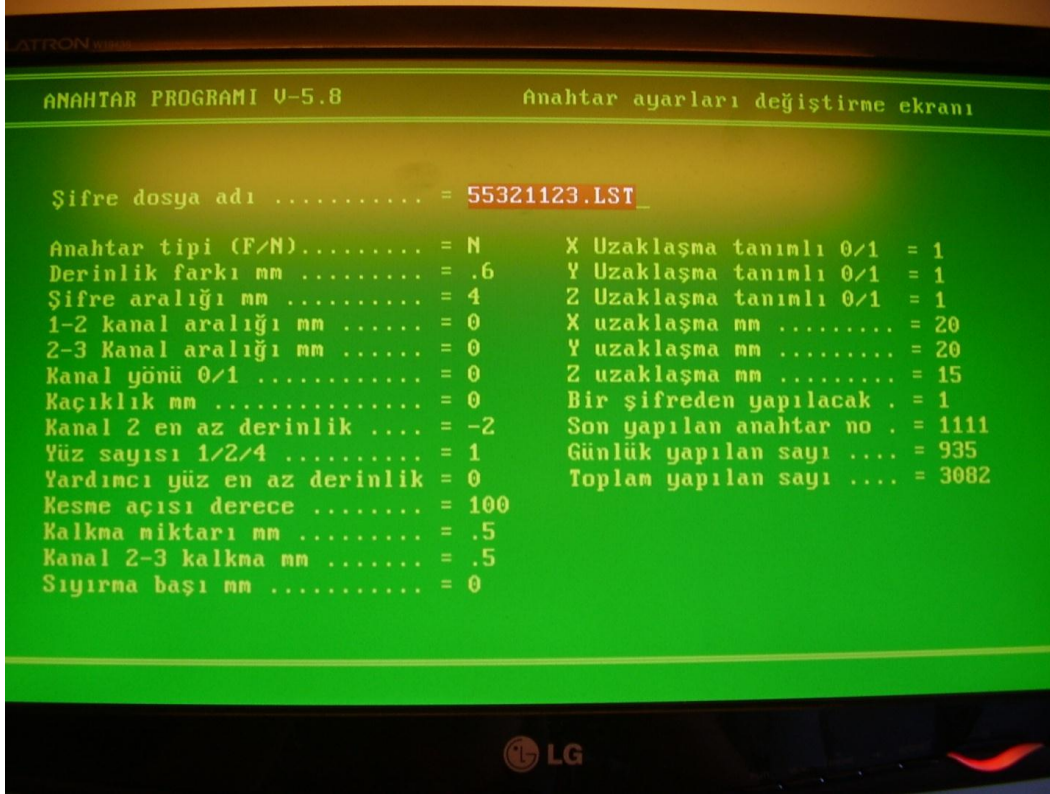 ANAHTAR PROGRAMI V-5.8 Anahtar ayarları değiştirme ekranı
Şifre dosya adı ........... = 55321123.LST_
Anahtar tipi (F/N)......... = N
Derinlik farkı mm ......... = .6
Şifre aralığı mm .......... = 4
1-2 kanal aralığı mm ...... = 0
2-3 Kanal aralığı mm ...... = 0
Kanal yönü 0/1 ............ = 0
Kaçıklık mm ............... = 0
Kanal 2 en az derinlik .... = -2
Yüz sayısı 1/2/4 .......... = 1
Yardımcı yüz en az derinlik = 0
Kesme açısı derece ........ = 100
Kalkma miktarı mm ......... = .5
Kanal 2-3 kalkma mm ....... = .5
Sıyırma başı mm ........... = 0
X Uzaklaşma tanımlı 0/1 = 1
Y Uzaklaşma tanımlı 0/1 = 1
Z Uzaklaşma tanımlı 0/1 = 1
X uzaklaşma mm ......... = 20
Y uzaklaşma mm ......... = 20
Z uzaklaşma mm ......... = 15
Bir şifreden yapılacak . = 1
Son yapılan anahtar no . = 1111
Günlük yapılan sayı .... = 935
Toplam yapılan sayı .... = 3082
LG